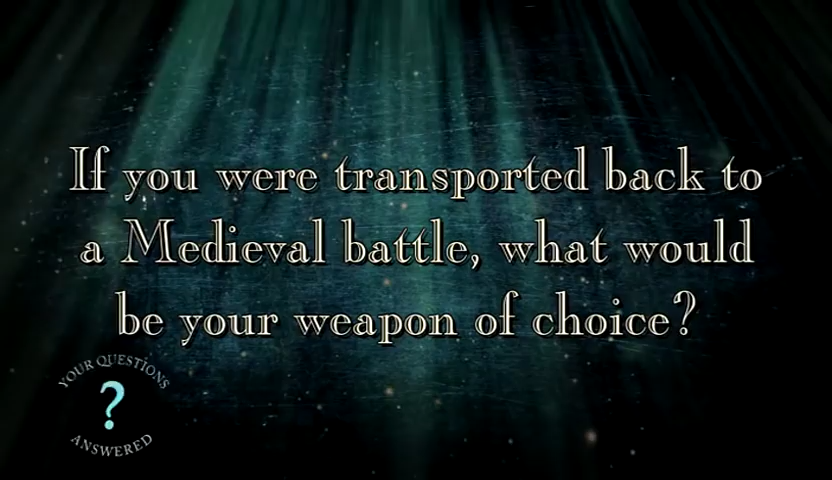 If you were transported back to
a Medieval battle, what would
be your weapon of choice?
YOUR QUESTIONS
?
ANSWERED